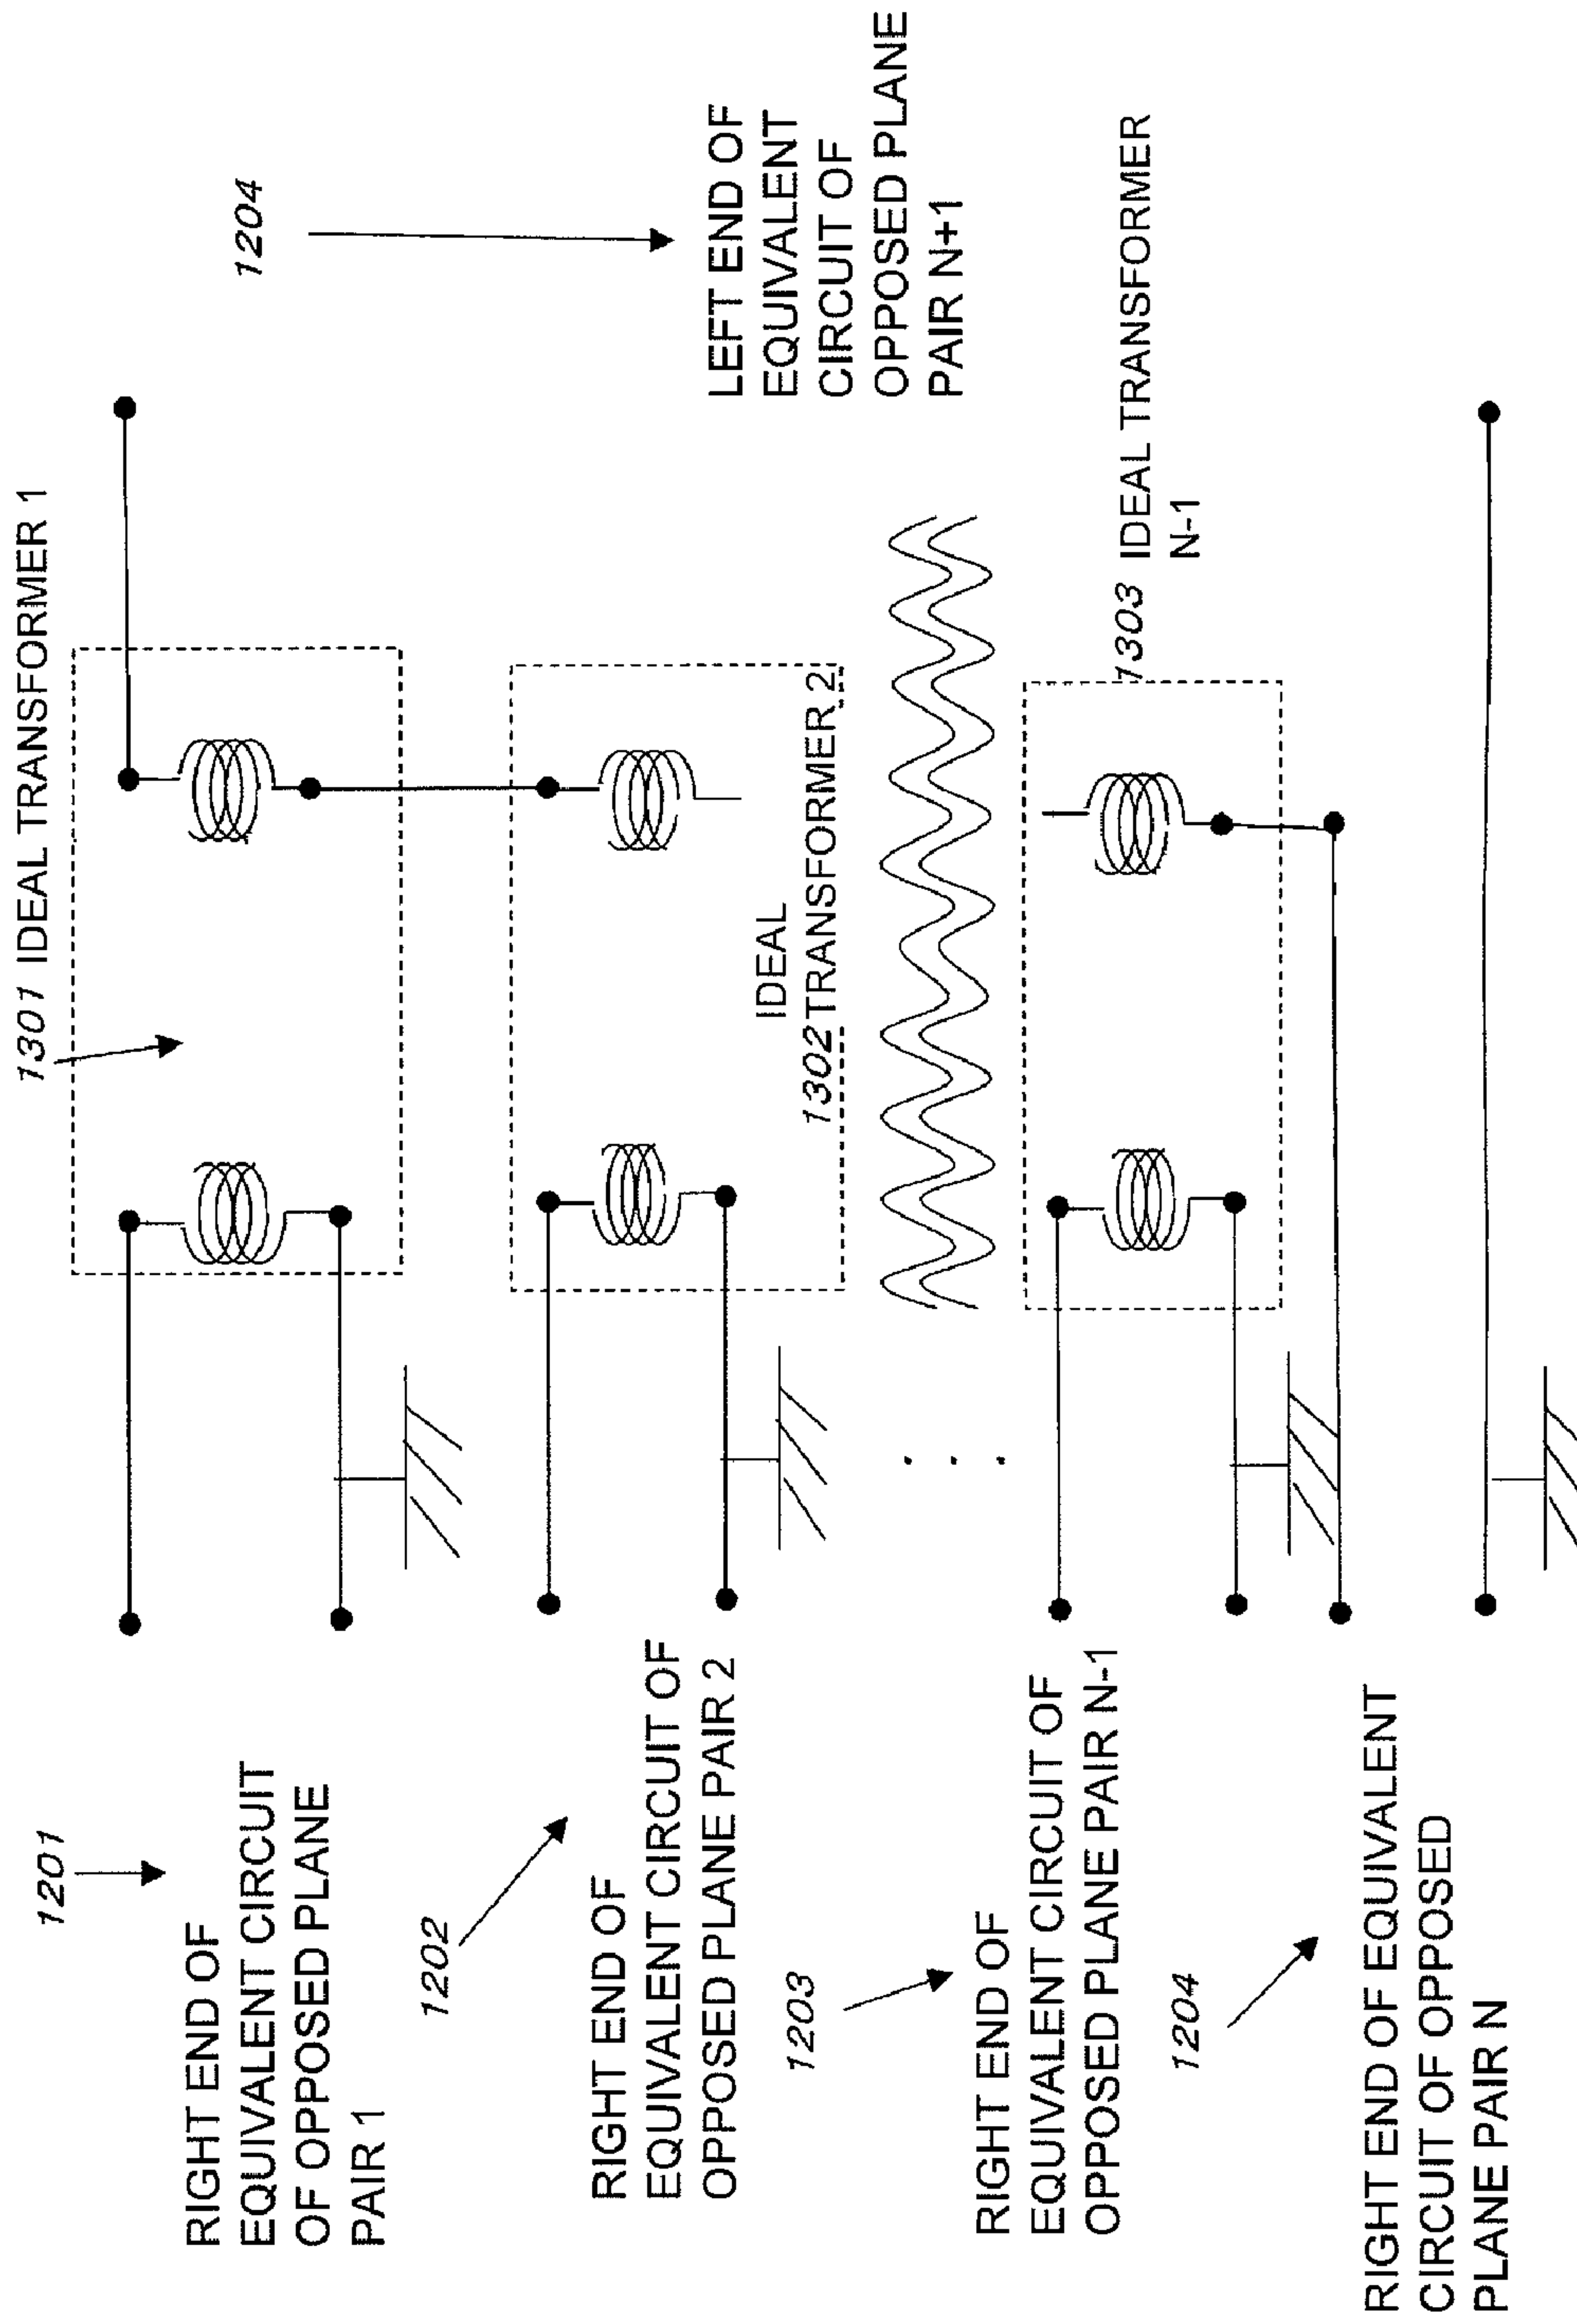 1301 IDEAL TRANSFORMER 1
1201
RIGHT END OF
EQUIVALENT CIRCUIT
OF OPPOSED PLANE
PAIR 1
1204
LEFT END OF
EQUIVALENT
CIRCUIT OF
OPPOSED PLANE
PAIR N+1
1202
RIGHT END OF
EQUIVALENT CIRCUIT OF
OPPOSED PLANE PAIR 2
IDEAL
1302 TRANSFORMER 2
. . .
1203
RIGHT END OF
EQUIVALENT CIRCUIT OF
OPPOSED PLANE PAIR N-1
1303 IDEAL TRANSFORMER
N-1
1204
RIGHT END OF EQUIVALENT
CIRCUIT OF OPPOSED
PLANE PAIR N